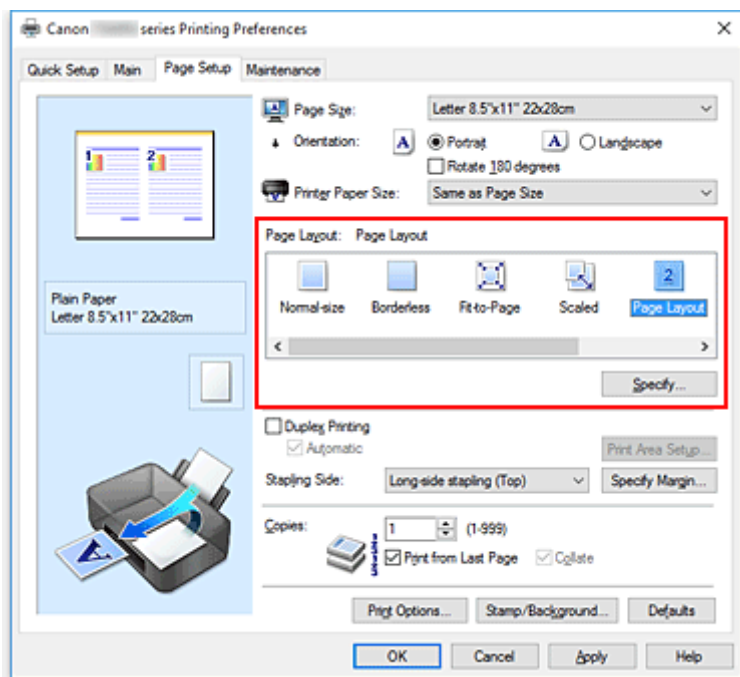 Canon series Printing Preferences
Quick Setup Main Page Setup Maintenance
1 2
Plain Paper
Letter 8.5"x11" 22x28cm
Page Size: Letter 8.5"x11" 22x28cm
Orientation: A Portrait A Landscape
Rotate 180 degrees
Printer Paper Size: Same as Page Size
Page Layout: Page Layout
2
Normal-size Borderless Fit-to-Page Scaled Page Layout
Specify...
Duplex Printing
Automatic Print Area Setup...
Stapling Side: Long-side stapling (Top) Specify Margin...
A
Copies: 1 (1-999)
Print from Last Page Collate
Print Options... Stamp/Background... Defaults
OK Cancel Apply Help